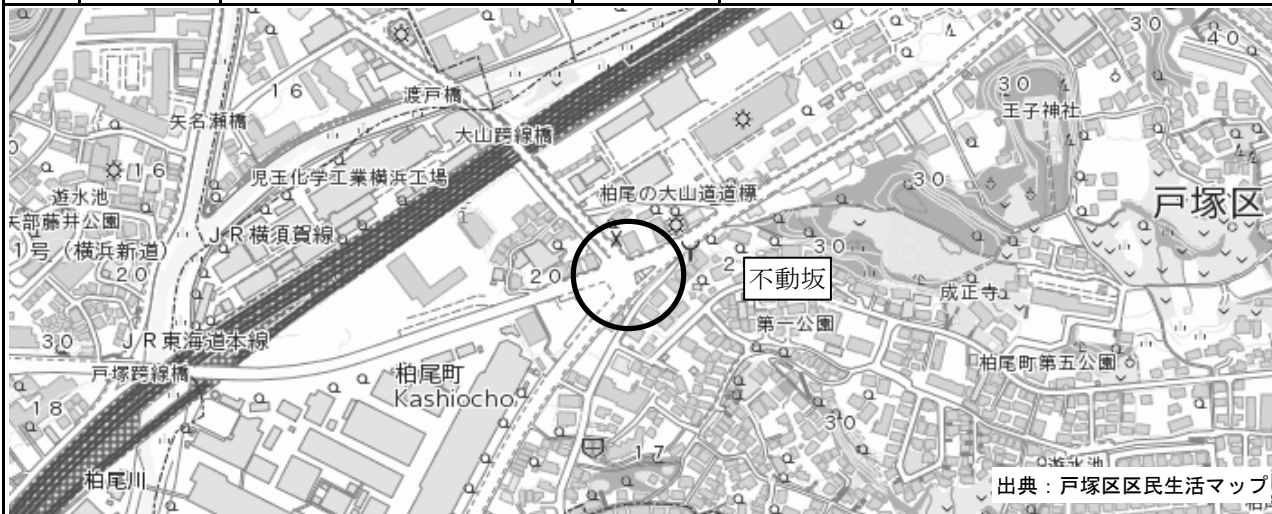 30
40
16
渡戸橋
30
矢名瀬橋
大山跨線橋
王子神社
16
児玉化学工業横浜工場
柏尾の大山道道標
30
遊水池
矢部藤井公園
戸塚区
1号(横浜新道)
JR横須賀線
30
20
20
2
不動坂
成正寺
第一公園
30
JR東海道本線
戸塚跨線橋
柏尾町
Kashiocho
柏尾町第五公園
18
30
17
柏尾川
遊水池
出典:戸塚区区民生活マップ